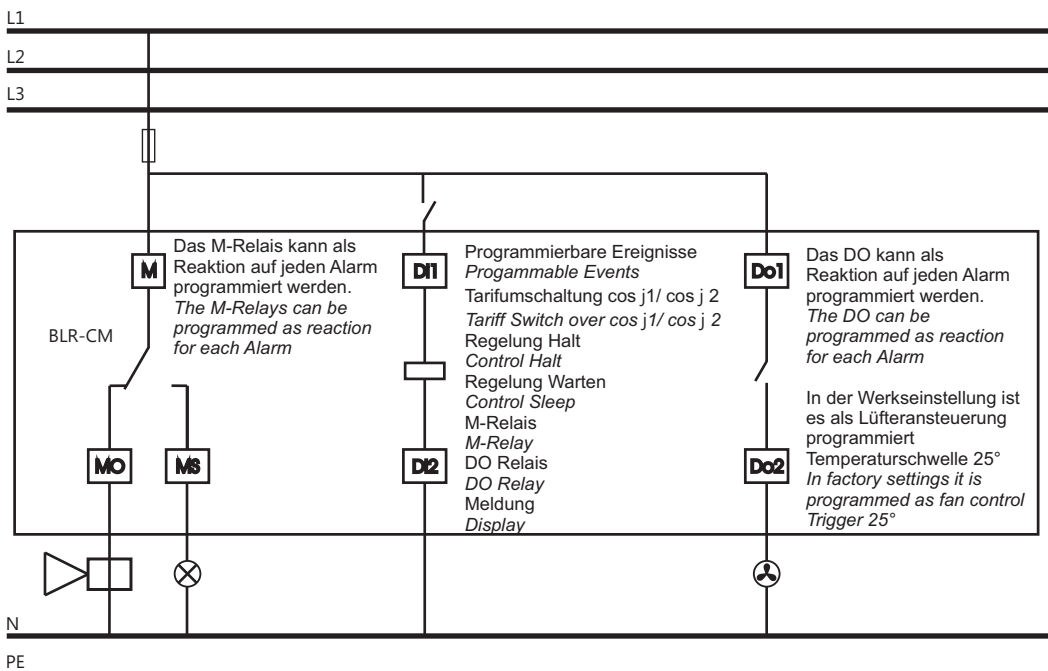 L1
L2
L3
M
Das M-Relais kann als
Reaktion auf jeden Alarm
programmiert werden.
The M-Relays can be
programmed as reaction
for each Alarm
BLR-CM
MO
MS
DI1
Programmierbare Ereignisse
Progammable Events
Tarifumschaltung cos j1/ cos j 2
Tariff Switch over cos j1/ cos j 2
Regelung Halt
Control Halt
Regelung Warten
Control Sleep
M-Relais
M-Relay
DO Relais
DO Relay
Meldung
Display
DI2
Do1
Das DO kann als
Reaktion auf jeden Alarm
programmiert werden.
The DO can be
programmed as reaction
for each Alarm
In der Werkseinstellung ist
es als Lüfteransteuerung
programmiert
Temperaturschwelle 25°
In factory settings it is
programmed as fan control
Trigger 25°
Do2
N
PE